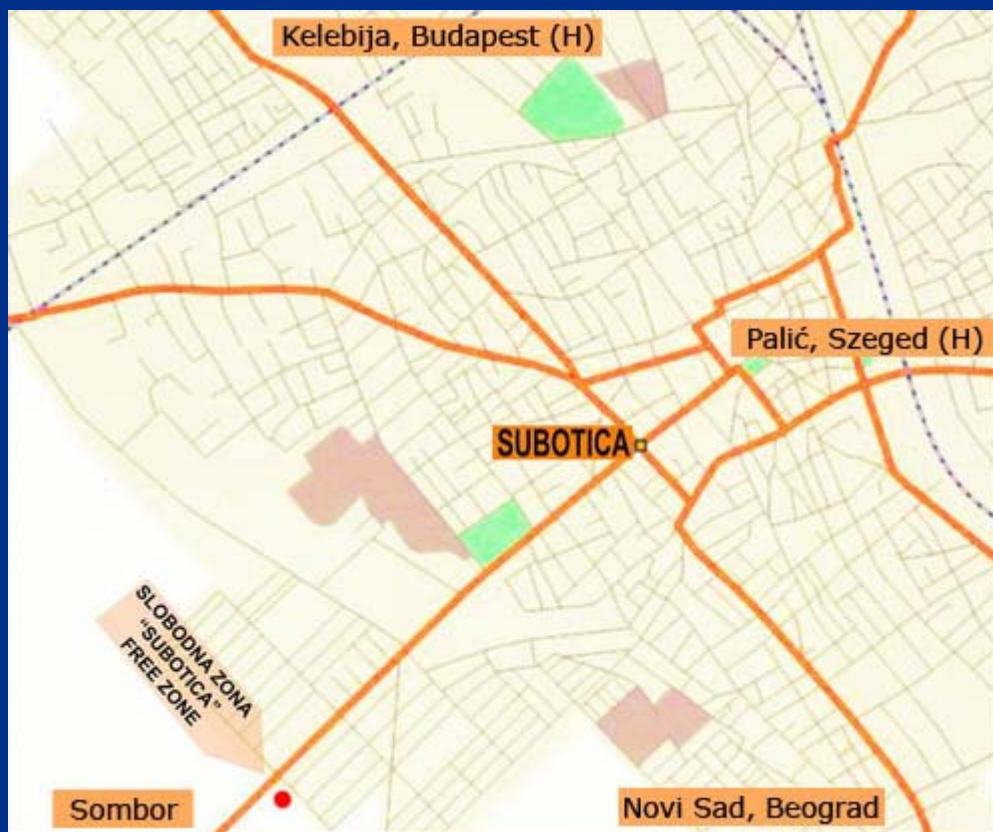 Kelebija, Budapest (H)
Palić, Szeged (H)
SUBOTICA
SLOBODNA ZONA
"SUBOTICA"
FREE ZONE
Sombor
Novi Sad, Beograd